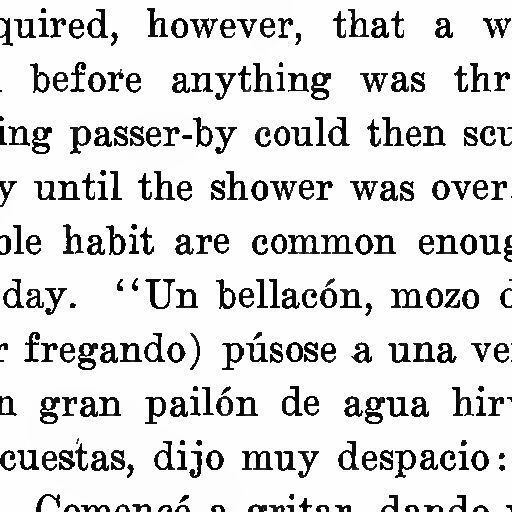 quired, however, that a w
before anything was thr
ing passer-by could then scu
y until the shower was over.
ble habit are common enoug
day. “Un bellacón, mozo d
r fregando) púsose a una ve
n gran pailón de agua hir
cuestas, dijo muy despacio:
Comencé a gritar, dando